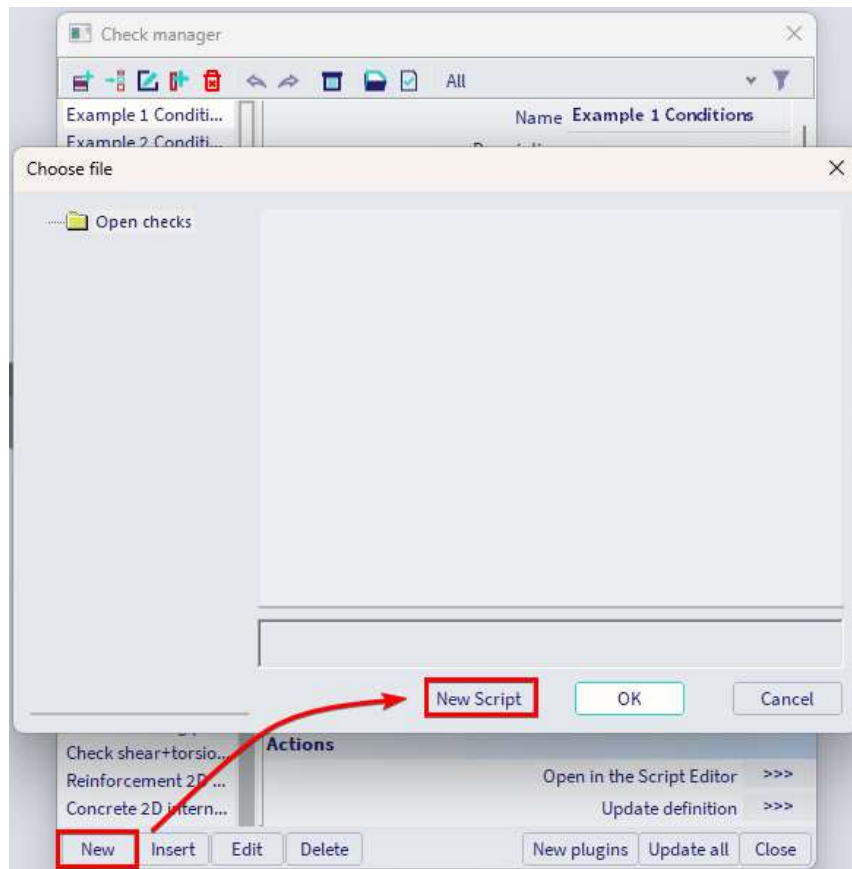 Check manager
All
Example 1 Conditi...
Name Example 1 Conditions
Example 2 Conditi...
Choose file
Open checks
New Script OK Cancel
Check shear+torsio...
Actions
Reinforcement 2D ...
Open in the Script Editor >>>
Concrete 2D intern...
Update definition >>>
New Insert Edit Delete New plugins Update all Close